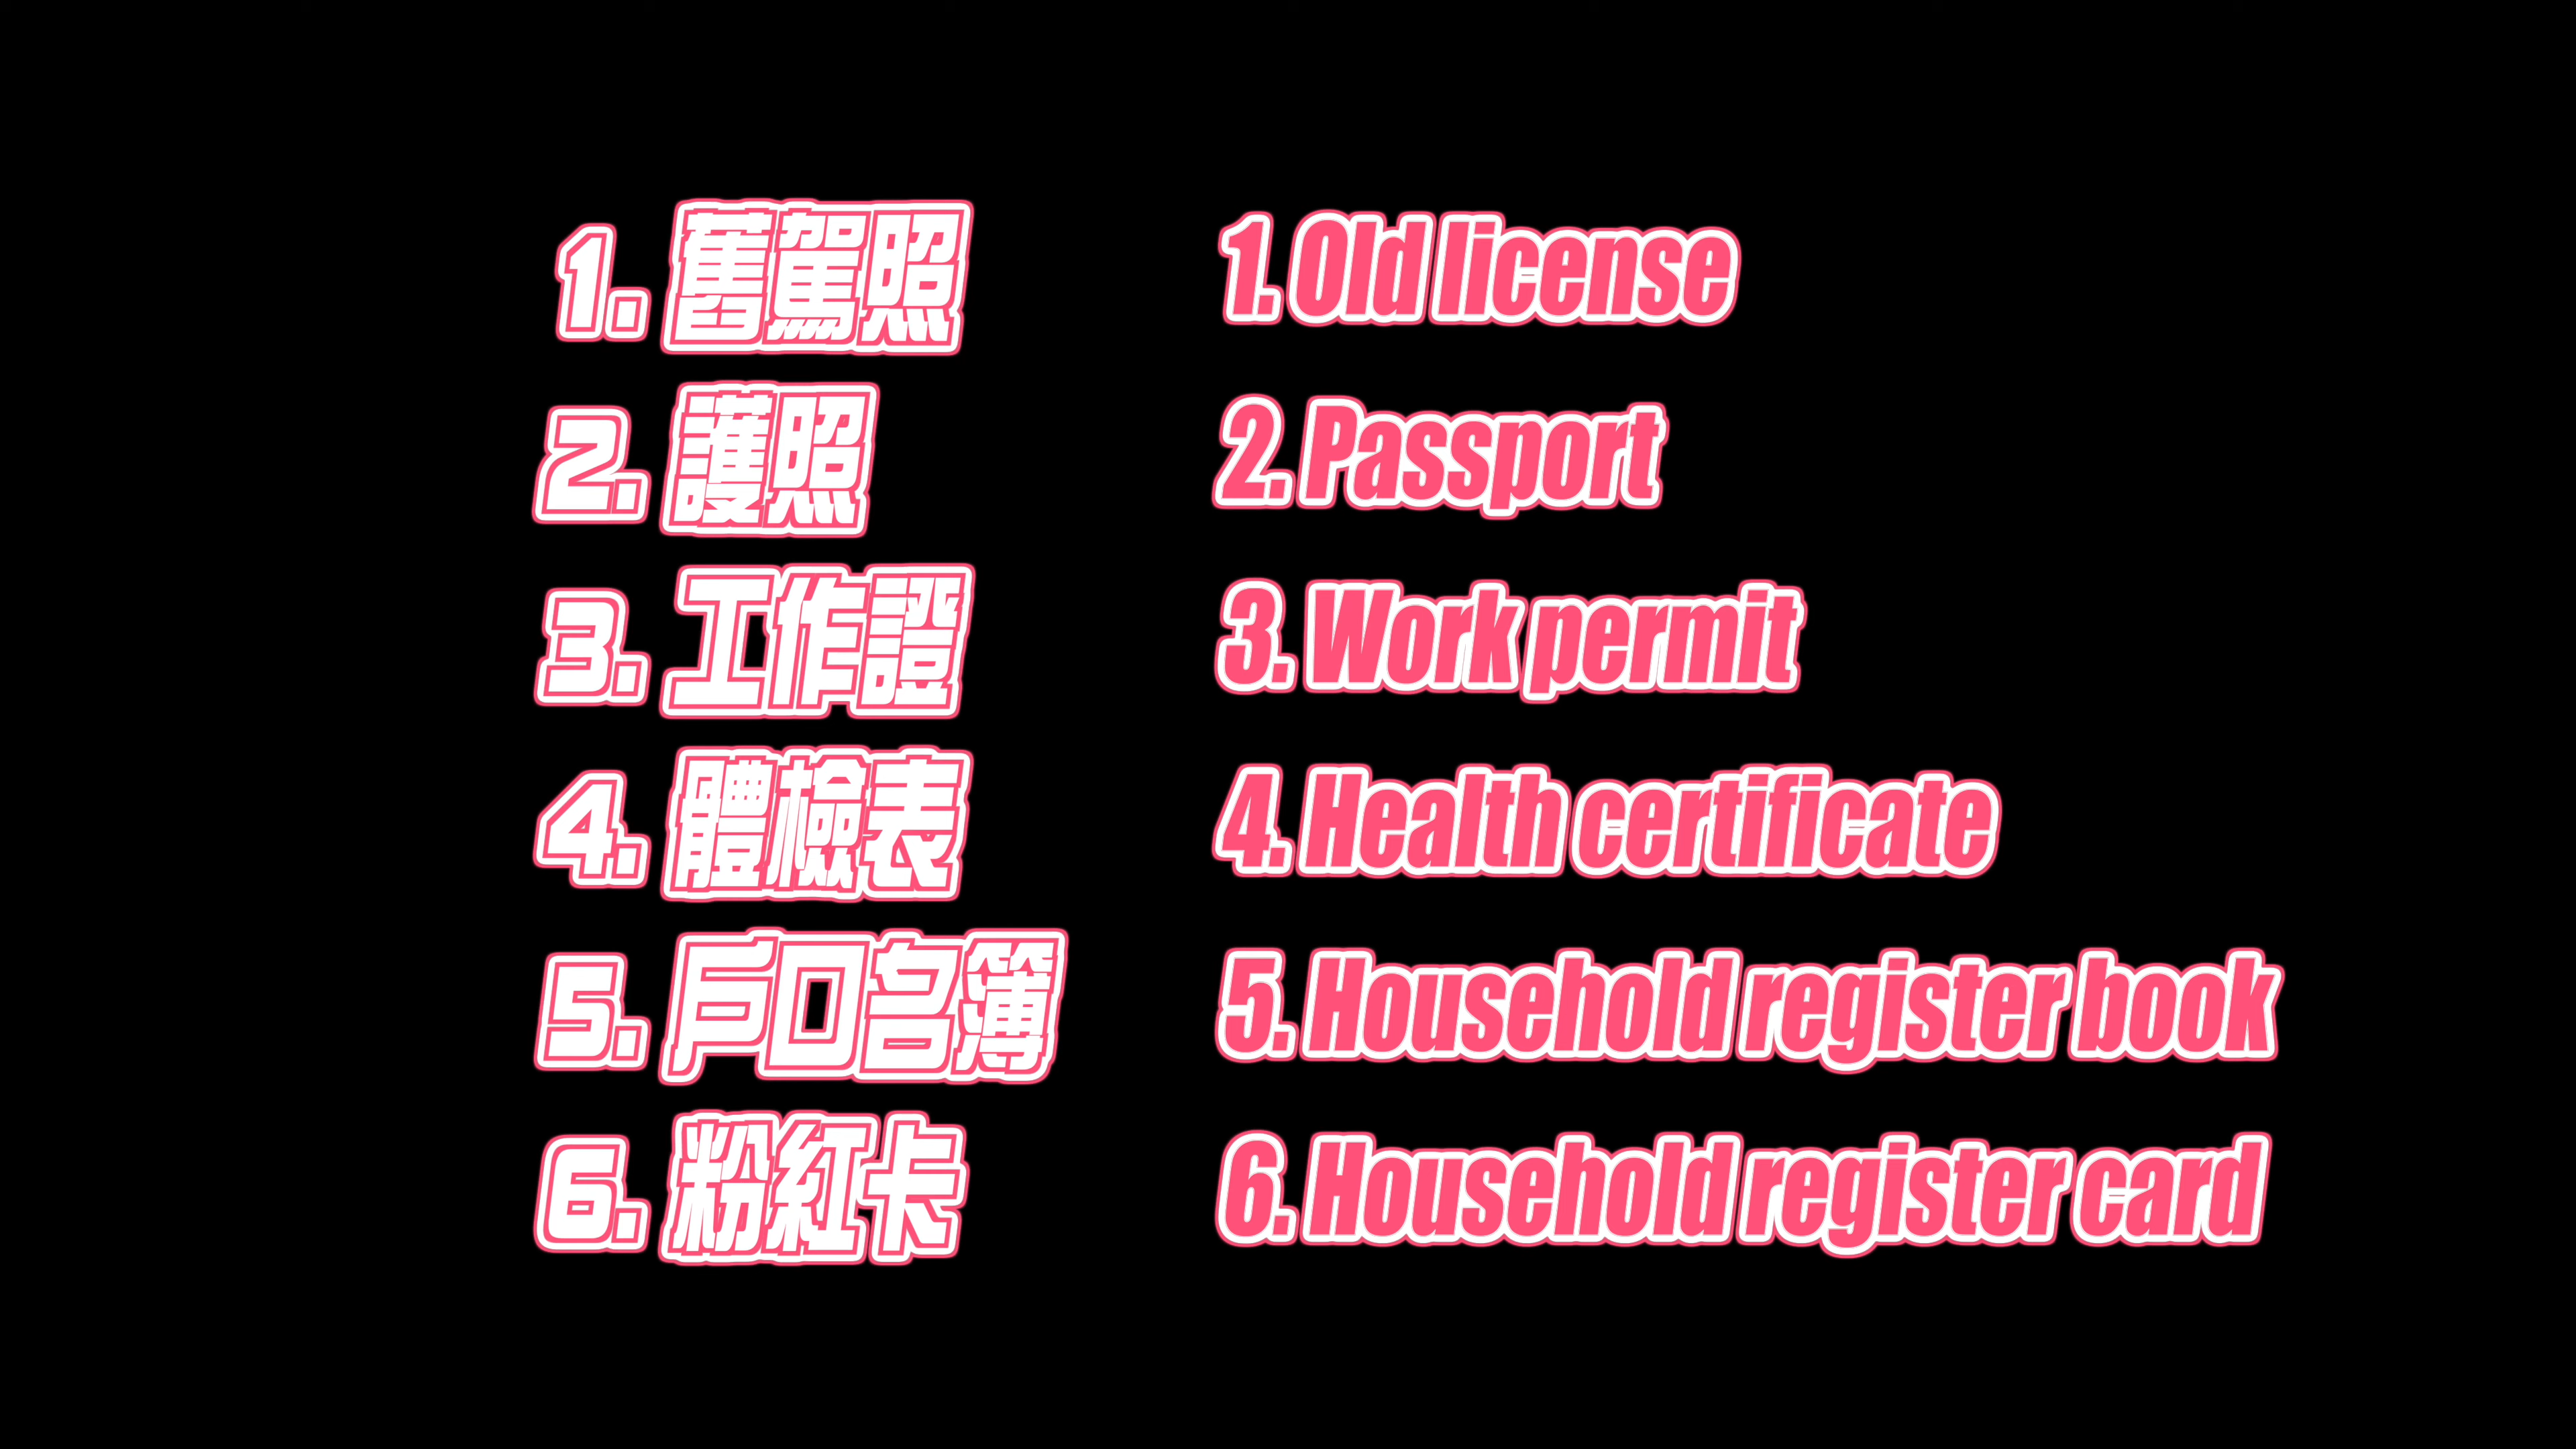 1. 舊駕照
2. 護照
3. 工作證
4. 體檢表
5. 戶口名簿
6. 粉紅卡
1. Old license
2. Passport
3. Work permit
4. Health certificate
5. Household register book
6. Household register card